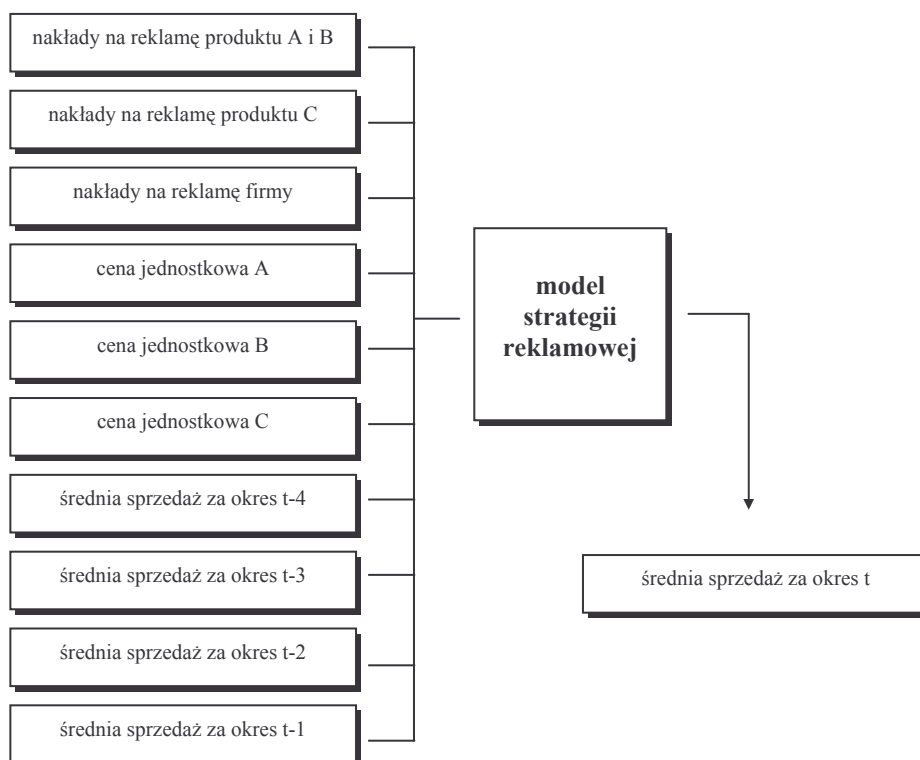 nakłady na reklamę produktu A i B
nakłady na reklamę produktu C
nakłady na reklamę firmy
cena jednostkowa A
cena jednostkowa B
cena jednostkowa C
średnia sprzedaż za okres t-4
średnia sprzedaż za okres t-3
średnia sprzedaż za okres t-2
średnia sprzedaż za okres t-1
model
strategii
reklamowej
średnia sprzedaż za okres t